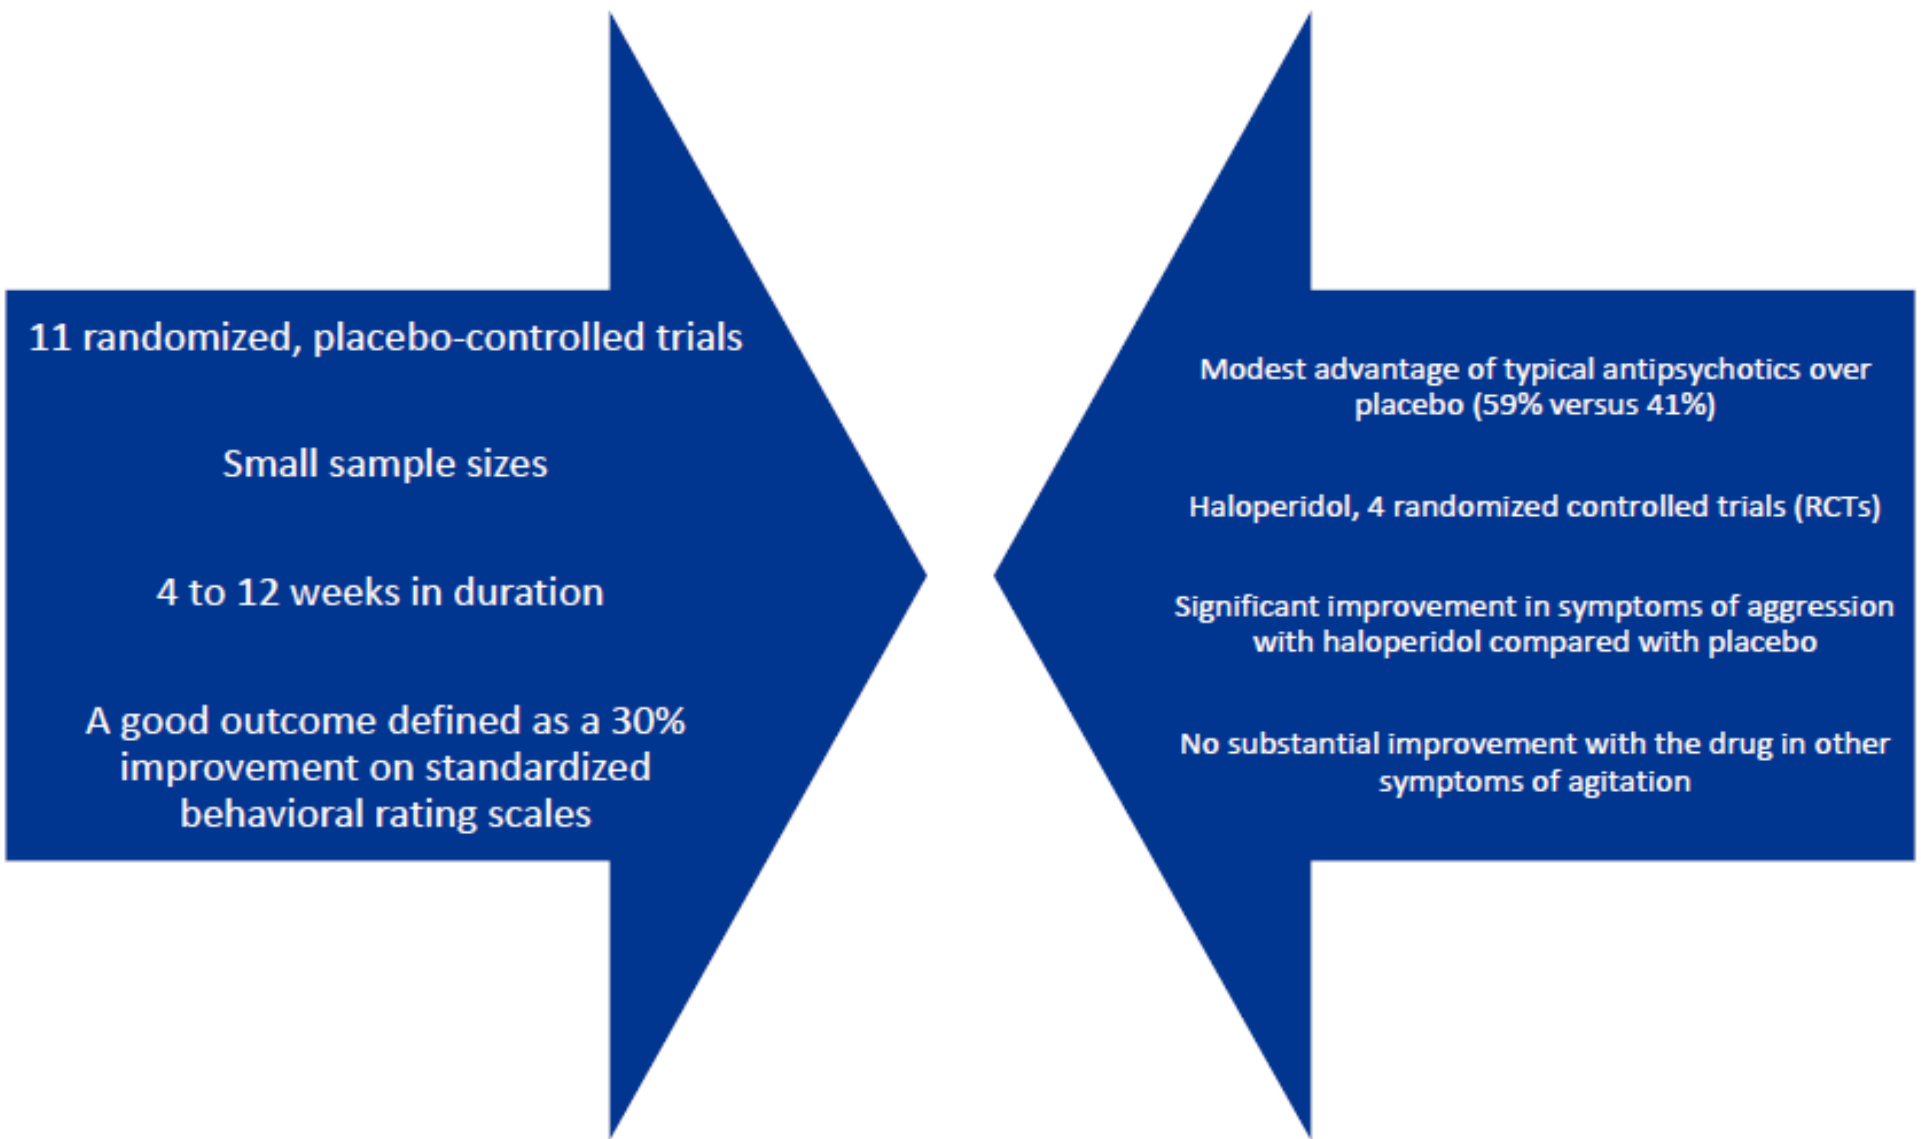 11 randomized, placebo-controlled trials
Small sample sizes
4 to 12 weeks in duration
A good outcome defined as a 30%
improvement on standardized
behavioral rating scales
Modest advantage of typical antipsychotics over
placebo (59% versus 41%)
Haloperidol, 4 randomized controlled trials (RCTs)
Significant improvement in symptoms of aggression
with haloperidol compared with placebo
No substantial improvement with the drug in other
symptoms of agitation